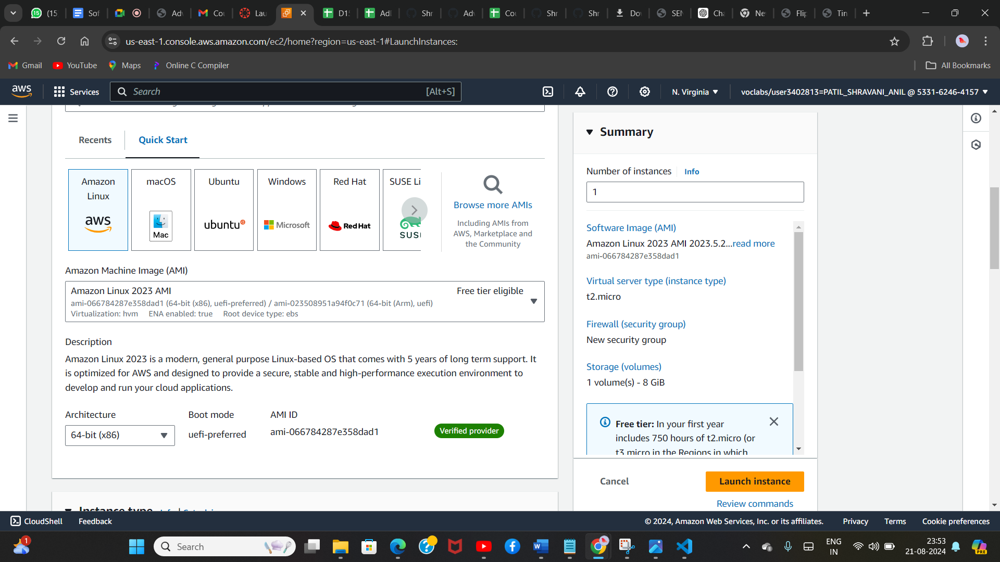 (15
Sof
Adv
Cou
Lau
D15
Adl
Shr
Adv
Cou
Shr
Shr
Dov
SEN
Cha
Nev
Flip
Tin
us-east-1.console.aws.amazon.com/ec2/home?region=us-east-1#LaunchInstances:
Gmail
YouTube
Maps
Online C Compiler
All Bookmarks
aws
Services
Search
[Alt+S]
N. Virginia
voclabs/user3402813=PATIL_SHRAVANI_ANIL @ 5331-6246-4157
Recents
Quick Start
Amazon
Linux
aws
macOS
Mac
Ubuntu
ubuntu
Windows
Microsoft
Red Hat
Red Hat
SUSE Li
SUS
Browse more AMIs
Including AMIs from
AWS, Marketplace and
the Community
Amazon Machine Image (AMI)
Amazon Linux 2023 AMI
Free tier eligible
ami-066784287e358dad1 (64-bit (x86), uefi-preferred) / ami-023508951a94f0c71 (64-bit (Arm), uefi)
Virtualization: hvm ENA enabled: true Root device type: ebs
Description
Amazon Linux 2023 is a modern, general purpose Linux-based OS that comes with 5 years of long term support. It
is optimized for AWS and designed to provide a secure, stable and high-performance execution environment to
develop and run your cloud applications.
Architecture
64-bit (x86)
Boot mode
uefi-preferred
AMI ID
ami-066784287e358dad1
Verified provider
Instance type
Summary
Number of instances
Info
1
Software Image (AMI)
Amazon Linux 2023 AMI 2023.5.2...read more
ami-066784287e358dad1
Virtual server type (instance type)
t2.micro
Firewall (security group)
New security group
Storage (volumes)
1 volume(s) - 8 GiB
Free tier: In your first year
includes 750 hours of t2.micro (or
t3.micro in the Regions in which
Cancel
Launch instance
Review commands
CloudShell
Feedback
© 2024, Amazon Web Services, Inc. or its affiliates.
Privacy
Terms
Cookie preferences
1
Search
ENG
IN
23:53
21-08-2024
PRE